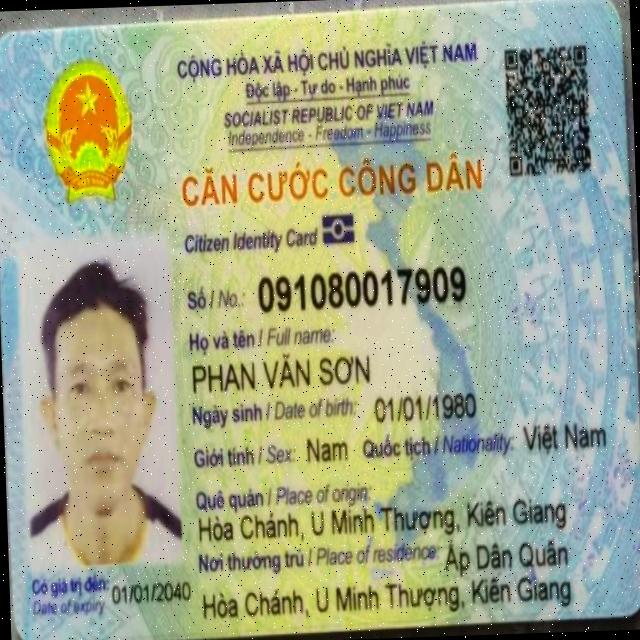 CỘNG HÒA XÃ HỘI CHỦ NGHĨA VIỆT NAM
Độc lập - Tự do - Hạnh phúc
SOCIALIST REPUBLIC OF VIET NAM
Independence - Freedom - Happiness
CĂN CƯỚC CÔNG DÂN
Citizen Identity Card
Số / No.: 091080017909
Họ và tên / Full name:
PHAN VĂN SƠN
Ngày sinh / Date of birth: 01/01/1980
Giới tính / Sex: Nam Quốc tịch / Nationality: Việt Nam
Quê quán / Place of origin:
Hòa Chánh, U Minh Thượng, Kiên Giang
Nơi thường trú / Place of residence: Ấp Dân Quân
Hòa Chánh, U Minh Thượng, Kiên Giang
Có giá trị đến: 01/01/2040
Date of expiry